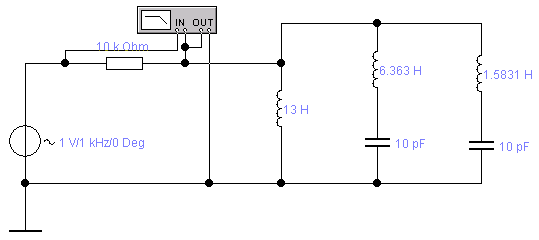 IN OUT
10 k Ohm
6.363 H
1.5831 H
13 H
1 V/1 kHz/0 Deg
10 pF
10 pF